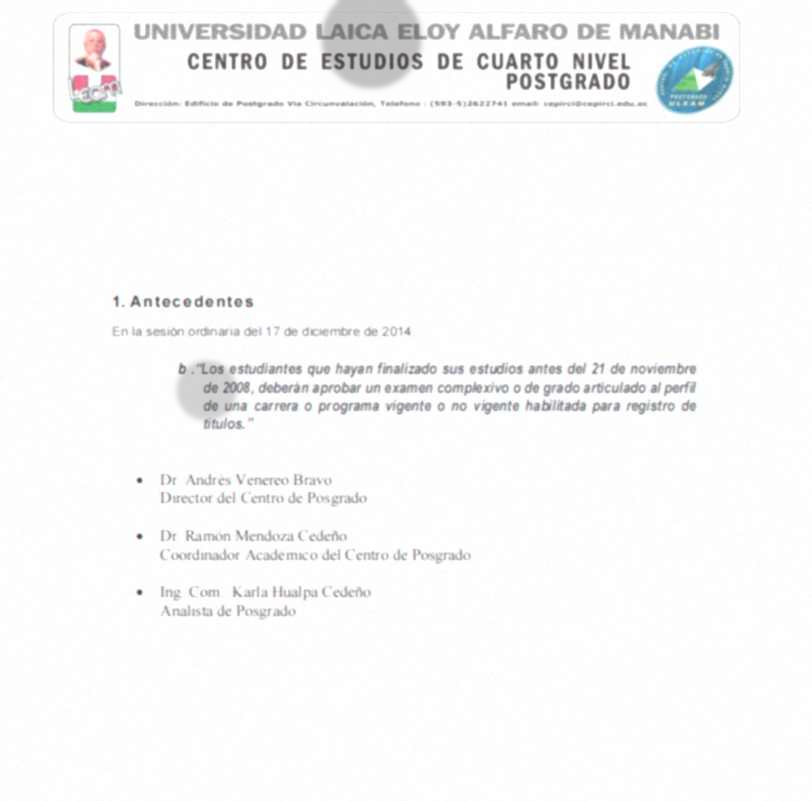 UNIVERSIDAD LAICA ELOY ALFARO DE MANABI
CENTRO DE ESTUDIOS DE CUARTO NIVEL
POSTGRADO
Dirección: Edificio de Postgrado Via Circunvalación, Telefono : (593-5)2622741 email: cepirci@cepirci.edu.ec
1. Antecedentes
En la sesión ordinaria del 17 de diciembre de 2014.
b ."Los estudiantes que hayan finalizado sus estudios antes del 21 de noviembre
de 2008, deberán aprobar un examen complexivo o de grado articulado al perfil
de una carrera o programa vigente o no vigente habilitada para registro de
títulos."
• Dr. Andrés Venereo Bravo
Director del Centro de Posgrado
• Dr. Ramón Mendoza Cedeño
Coordinador Académico del Centro de Posgrado
• Ing. Com. Karla Hualpa Cedeño
Analista de Posgrado